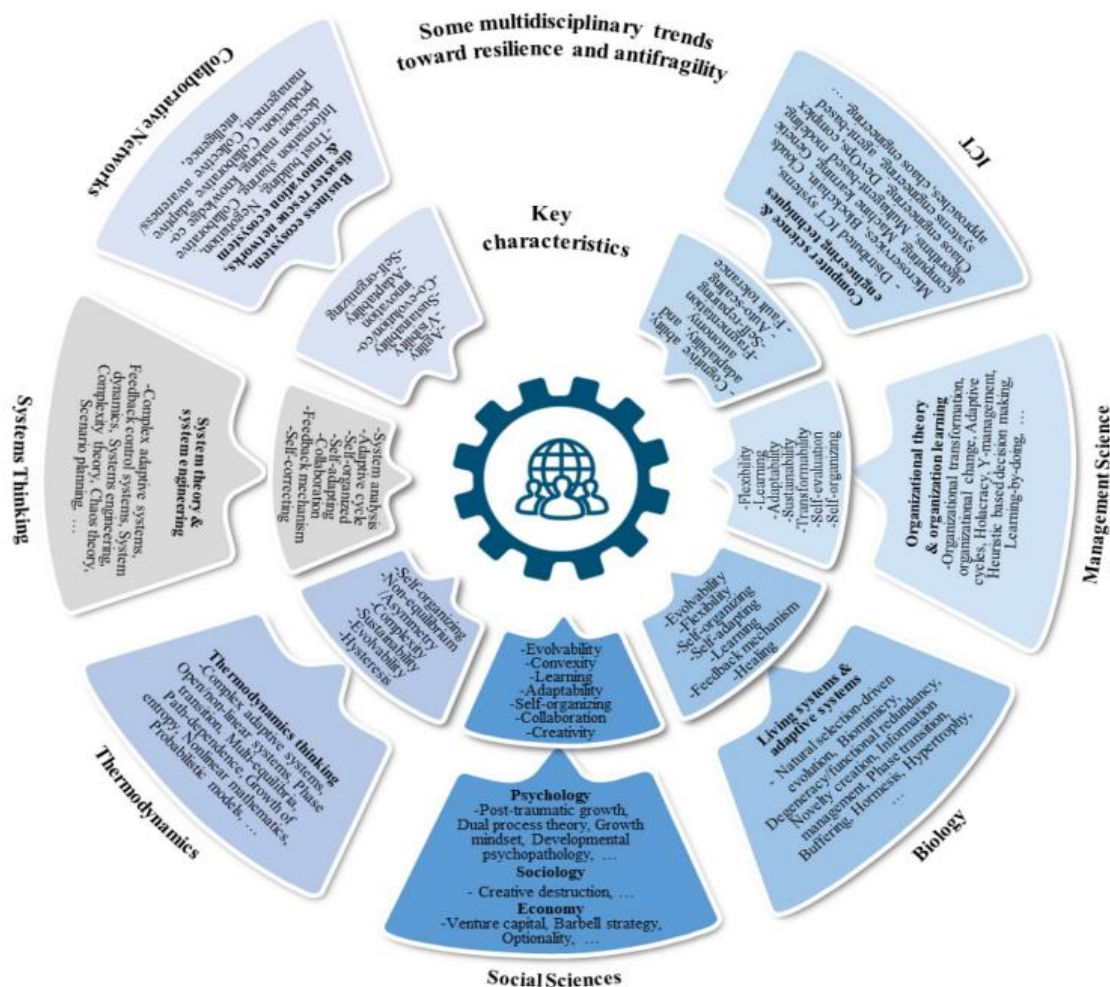 Some multidisciplinary trends
toward resilience and antifragility
Key
characteristics
ICT
Computer science &
engineering techniques
- Distributed ICT systems,
Microservices, Blockchain, Clouds
computing, Machine learning, Genetic
algorithms, Multiagent-based modeling,
Chaos engineering, DevOps, complex
systems engineering, agent-based
approaches, chaos engineering,
…
-Cognitive ability,
adaptability, and
autonomy,
-Self-repairing
-Auto-scaling
- Fault tolerance
Management Science
Organizational theory
& organization learning
-Organizational transformation,
organizational change, Adaptive
cycles, Holacracy, Y-management,
Heuristic based decision making,
Learning-by-doing, …
-Flexibility
-Learning
-Adaptability
-Sustainability
-Transformability
-Self-evaluation
-Self-organizing
Biology
Living systems &
adaptive systems
- Natural selection-driven
evolution, Biomimicry,
Degeneracy/functional redundancy,
Novelty creation, Information
management, Phase transition,
Buffering, Hormesis, Hypertrophy,
…
-Evolvability
-Flexibility
-Self-organizing
-Self-adapting
-Learning
-Feedback mechanism
-Healing
Social Sciences
Psychology
-Post-traumatic growth,
Dual process theory, Growth
mindset, Developmental
psychopathology, …
Sociology
- Creative destruction, …
Economy
-Venture capital, Barbell strategy,
Optionality, …
-Evolvability
-Convexity
-Learning
-Adaptability
-Self-organizing
-Collaboration
-Creativity
Thermodynamics
Thermodynamics thinking
-Complex adaptive systems,
Open/non-linear systems, Phase
transition, Multi-equilibria,
Path-dependence, Growth of
entropy, Nonlinear mathematics,
Probabilistic models, …
-Self-organizing
-Non-equilibrium
/Asymmetry
-Complexity
-Sustainability
-Evolvability
-Hysteresis
Systems Thinking
System theory &
system engineering
-Complex adaptive systems,
Feedback control systems, System
dynamics, Systems engineering,
Complexity theory, Chaos theory,
Scenario planning, …
-System analysis
-Adaptive cycle
-Self-organized
-Self-adapting
-Collaboration
-Feedback mechanism
-Self-correcting
Collaborative Networks
Business ecosystem,
disaster rescue networks,
& innovation ecosystem
-Trust building, Negotiation,
Information sharing, Collaborative
decision making, knowledge co-
production, Collaborative adaptive
management, Collective awareness/
intelligence,
-Agility
-Visibility
-Sustainability
-Co-evolution/co-
innovation
-Adaptability
-Self-organizing